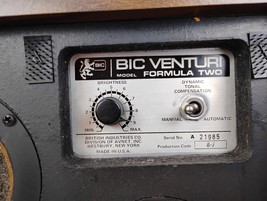 BIC
BIC VENTURI
MODEL FORMULA TWO
BRIGHTNESS
MIN. MAX.
DYNAMIC
TONAL
COMPENSATION
MANUAL AUTOMATIC
BRITISH INDUSTRIES CO.
DIVISION OF AVNET, INC.
WESTBURY, NEW YORK
MADE IN U.S.A.
Serial No. A 21985
Production Code